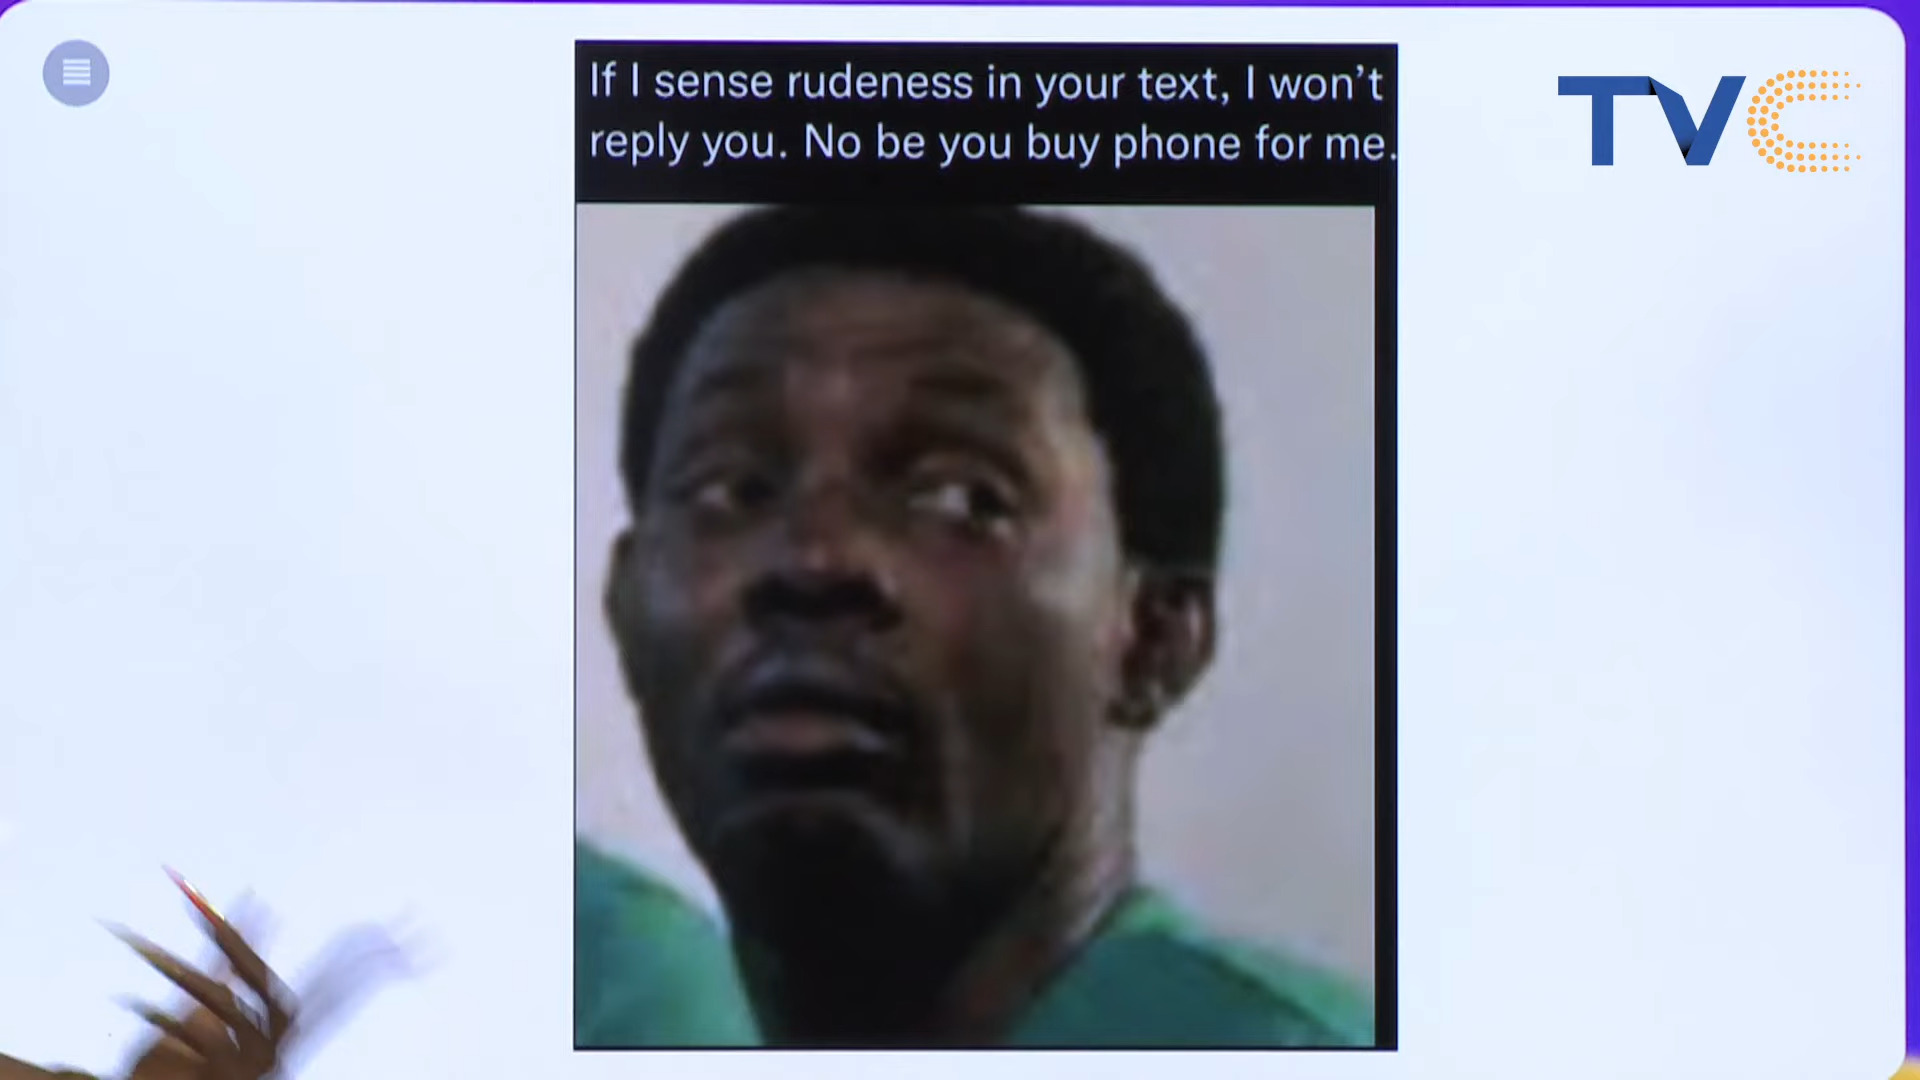 If I sense rudeness in your text, I won't
reply you. No be you buy phone for me.
TVC